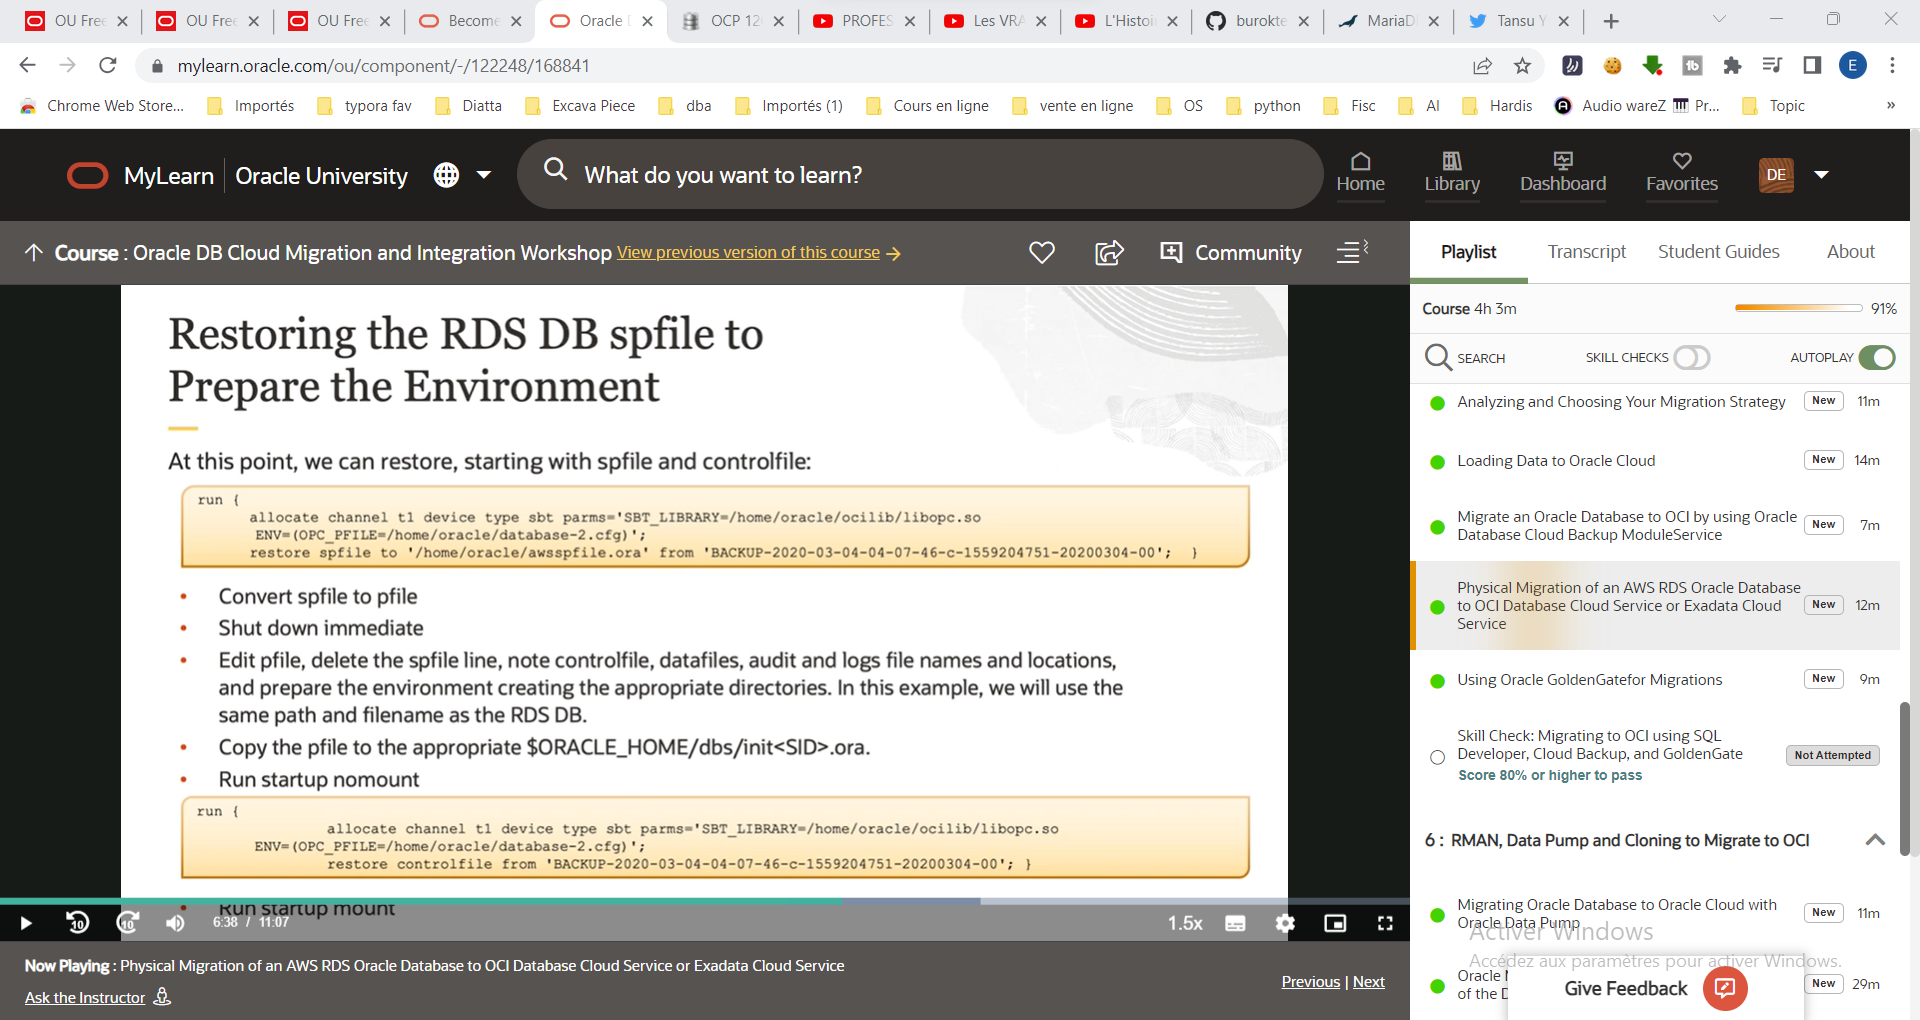 OU Free
OU Free
OU Free
Become
Oracle
OCP 12
PROFES
Les VRA
L'Histoi
burokte
MariaD
Tansu Y
mylearn.oracle.com/ou/component/-/122248/168841
E
Chrome Web Store...
Importés
typora fav
Diatta
Excava Piece
dba
Importés (1)
Cours en ligne
vente en ligne
OS
python
Fisc
AI
Hardis
Audio wareZ
Pr...
Topic
»
MyLearn
Oracle University
What do you want to learn?
Home
Library
Dashboard
Favorites
DE
Course : Oracle DB Cloud Migration and Integration Workshop View previous version of this course →
Community
Playlist
Transcript
Student Guides
About
Restoring the RDS DB spfile to
Prepare the Environment
At this point, we can restore, starting with spfile and controlfile:
run {
allocate channel t1 device type sbt parms='SBT_LIBRARY=/home/oracle/ocilib/libopc.so
ENV=(OPC_PFILE=/home/oracle/database-2.cfg)';
restore spfile to '/home/oracle/awsspfile.ora' from 'BACKUP-2020-03-04-04-07-46-c-1559204751-20200304-00'; }
• Convert spfile to pfile
• Shut down immediate
• Edit pfile, delete the spfile line, note controlfile, datafiles, audit and logs file names and locations,
and prepare the environment creating the appropriate directories. In this example, we will use the
same path and filename as the RDS DB.
• Copy the pfile to the appropriate $ORACLE_HOME/dbs/init<SID>.ora.
• Run startup nomount
run {
allocate channel t1 device type sbt parms='SBT_LIBRARY=/home/oracle/ocilib/libopc.so
ENV=(OPC_PFILE=/home/oracle/database-2.cfg)';
restore controlfile from 'BACKUP-2020-03-04-04-07-46-c-1559204751-20200304-00'; }
• Run startup mount
10
10
6:38 / 11:07
1.5x
Now Playing : Physical Migration of an AWS RDS Oracle Database to OCI Database Cloud Service or Exadata Cloud Service
Ask the Instructor
Previous | Next
Course 4h 3m
91%
SEARCH
SKILL CHECKS
AUTOPLAY
Analyzing and Choosing Your Migration Strategy New 11m
Loading Data to Oracle Cloud New 14m
Migrate an Oracle Database to OCI by using Oracle
Database Cloud Backup ModuleService New 7m
Physical Migration of an AWS RDS Oracle Database
to OCI Database Cloud Service or Exadata Cloud New 12m
Service
Using Oracle GoldenGatefor Migrations New 9m
Skill Check: Migrating to OCI using SQL
Developer, Cloud Backup, and GoldenGate Not Attempted
Score 80% or higher to pass
6 : RMAN, Data Pump and Cloning to Migrate to OCI
Migrating Oracle Database to Oracle Cloud with
Oracle Data Pump New 11m
Activer Windows
Accédez aux paramètres pour activer Windows.
Oracle
of the New 29m
Give Feedback